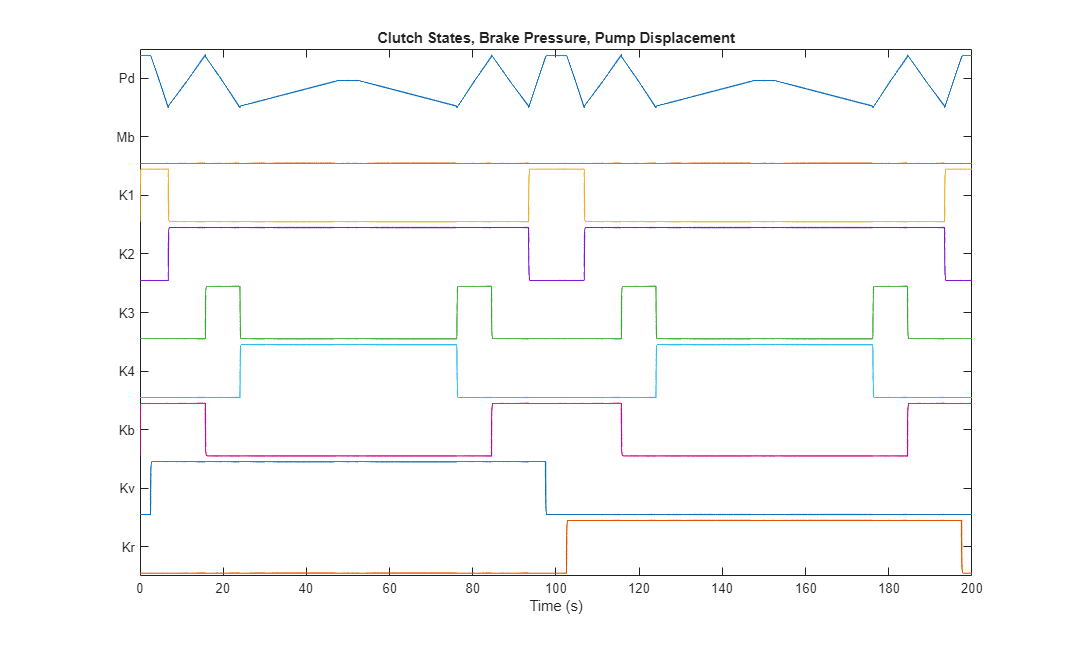 Clutch States, Brake Pressure, Pump Displacement
Pd
Mb
K1
K2
K3
K4
Kb
Kv
Kr
0 20 40 60 80 100 120 140 160 180 200
Time (s)